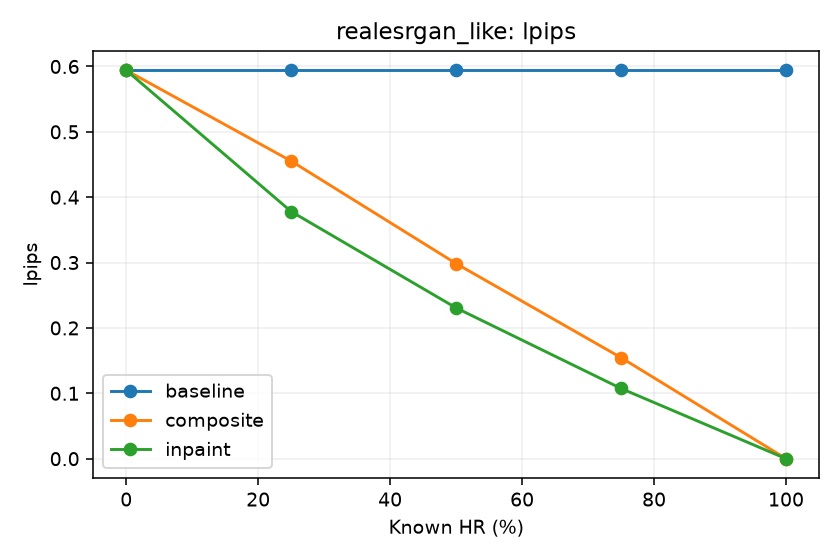 realesrgan_like: lpips
lpips
0.6
0.5
0.4
0.3
0.2
0.1
0.0
baseline
composite
inpaint
0 20 40 60 80 100
Known HR (%)